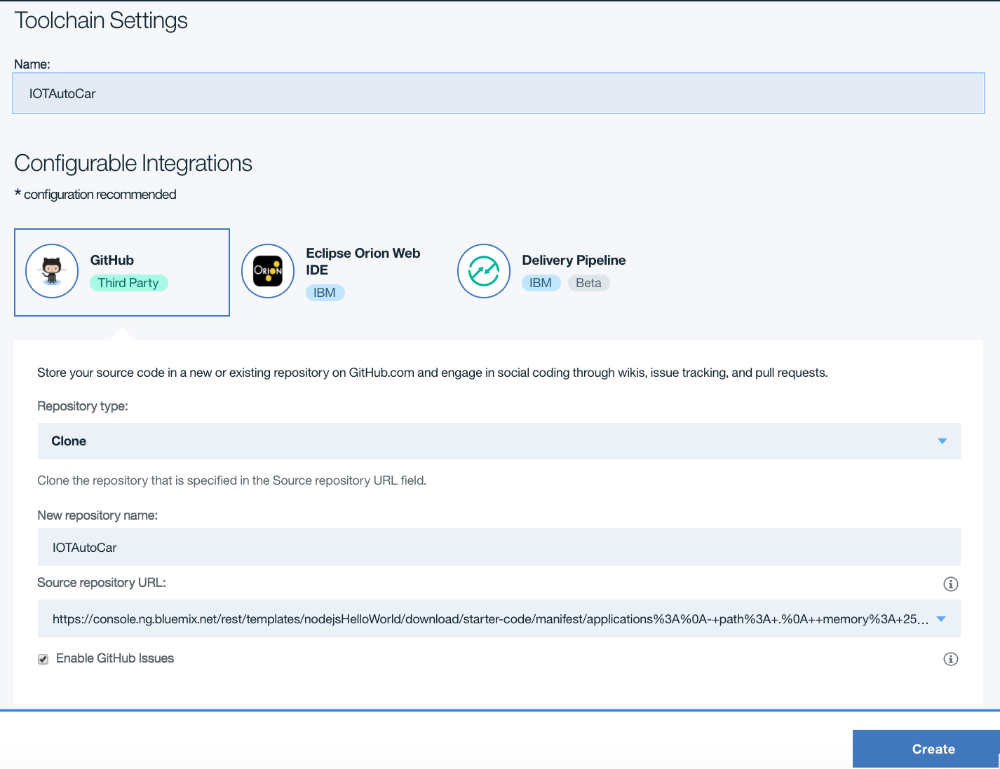 Toolchain Settings
Name:
IOTAutoCar
Configurable Integrations
* configuration recommended
GitHub
Third Party
ORION
Eclipse Orion Web
IDE
IBM
Delivery Pipeline
IBM Beta
Store your source code in a new or existing repository on GitHub.com and engage in social coding through wikis, issue tracking, and pull requests.
Repository type:
Clone
Clone the repository that is specified in the Source repository URL field.
New repository name:
IOTAutoCar
Source repository URL:
https://console.ng.bluemix.net/rest/templates/nodejsHelloWorld/download/starter-code/manifest/applications%3A%0A-+path%3A+.%0A++memory%3A+25...
Enable GitHub Issues
Create